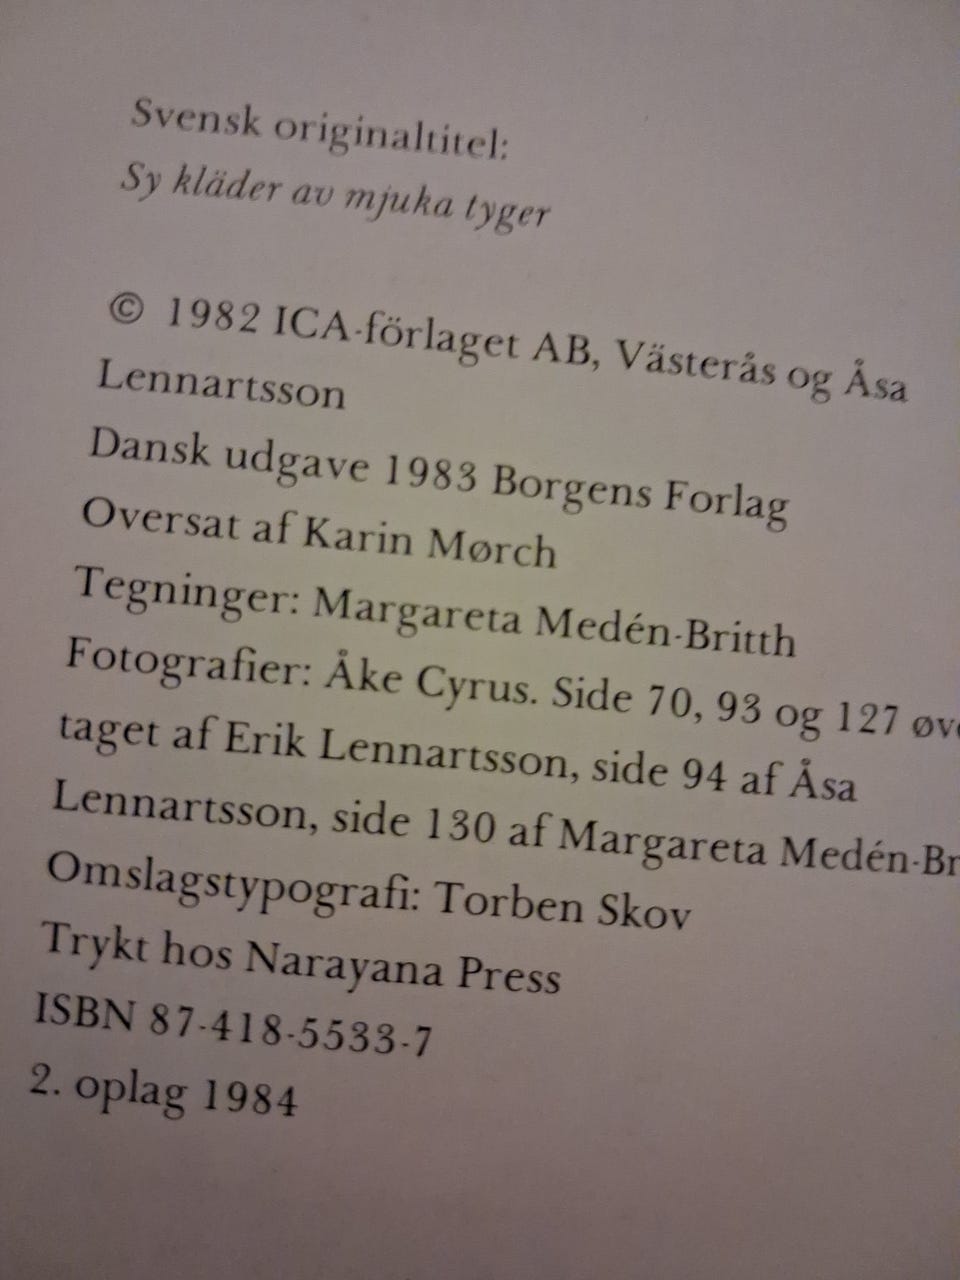 Svensk originaltitel:
Sy kläder av mjuka tyger
© 1982 ICA-förlaget AB, Västerås og Åsa
Lennartsson
Dansk udgave 1983 Borgens Forlag
Oversat af Karin Mørch
Tegninger: Margareta Medén-Britth
Fotografier: Åke Cyrus. Side 70, 93 og 127
taget af Erik Lennartsson, side 94 af Åsa
Lennartsson, side 130 af Margareta
Omslagstypografi: Torben Skov
Trykt hos Narayana Press
ISBN 87-418-5533-7
2. oplag 1984